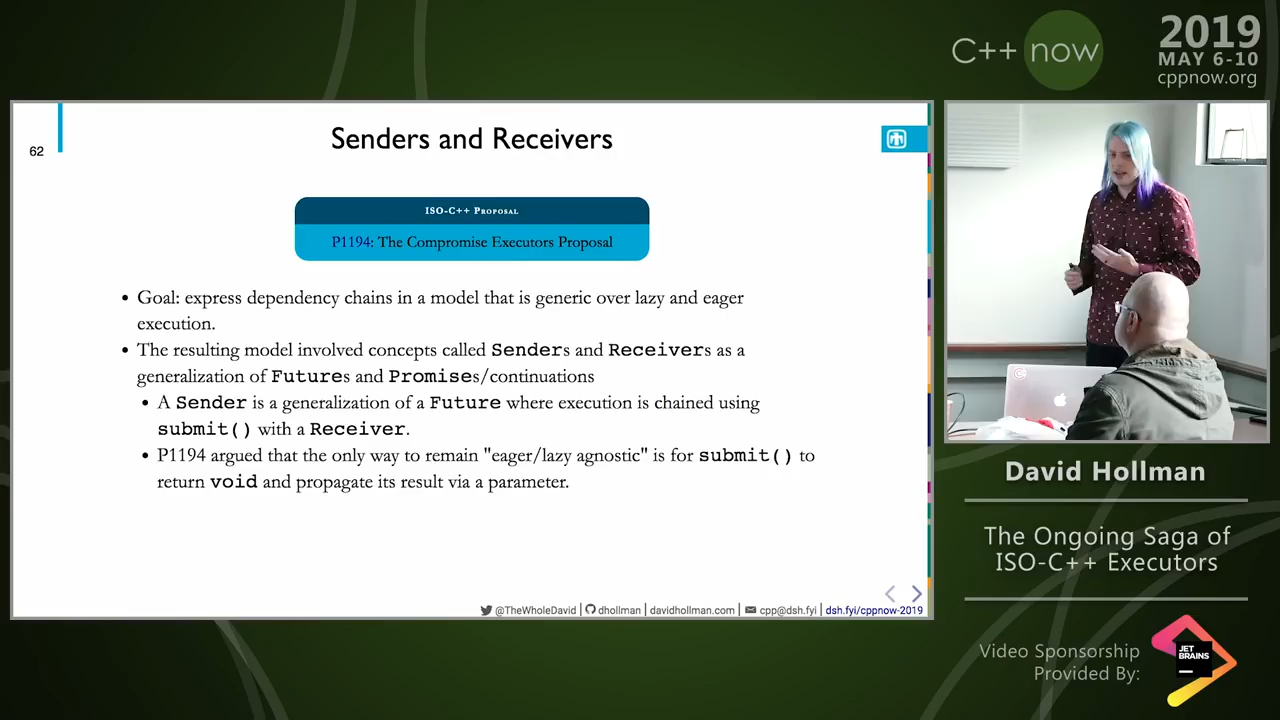 C++ now
2019
MAY 6-10
cppnow.org
62
Senders and Receivers
ISO-C++ Proposal
P1194: The Compromise Executors Proposal
• Goal: express dependency chains in a model that is generic over lazy and eager
execution.
• The resulting model involved concepts called Senders and Receivers as a
generalization of Futures and Promises/continuations
• A Sender is a generalization of a Future where execution is chained using
submit() with a Receiver.
• P1194 argued that the only way to remain "eager/lazy agnostic" is for submit() to
return void and propagate its result via a parameter.
@TheWholeDavid | dhollman | davidhollman.com | cpp@dsh.fyi | dsh.fyi/cppnow-2019
David Hollman
The Ongoing Saga of
ISO-C++ Executors
Video Sponsorship
Provided By:
JET
BRAINS